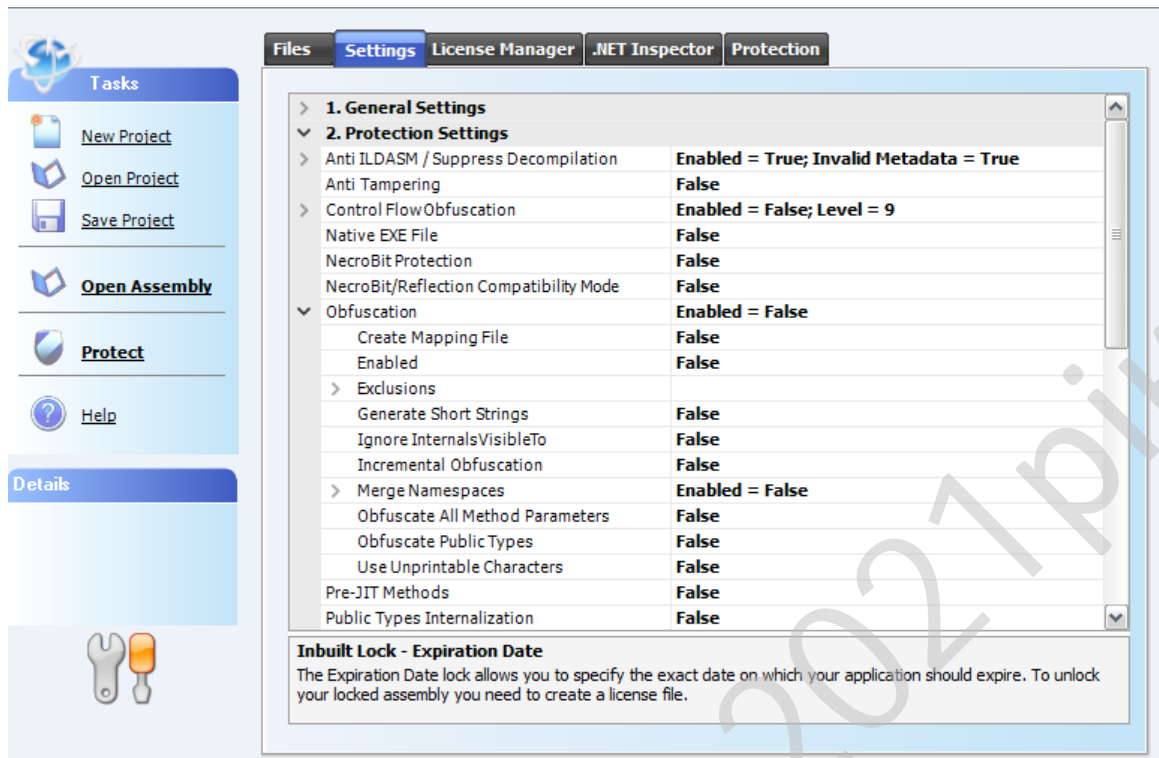 Files Settings License Manager .NET Inspector Protection
Tasks
New Project
Open Project
Save Project
Open Assembly
Protect
Help
Details
1. General Settings
2. Protection Settings
Anti ILDASM / Suppress Decompilation Enabled = True; Invalid Metadata = True
Anti Tampering False
Control Flow Obfuscation Enabled = False; Level = 9
Native EXE File False
NecroBit Protection False
NecroBit/Reflection Compatibility Mode False
Obfuscation Enabled = False
Create Mapping File False
Enabled False
Exclusions
Generate Short Strings False
Ignore InternalsVisibleTo False
Incremental Obfuscation False
Merge Namespaces Enabled = False
Obfuscate All Method Parameters False
Obfuscate Public Types False
Use Unprintable Characters False
Pre-JIT Methods False
Public Types Internalization False
Inbuilt Lock - Expiration Date
The Expiration Date lock allows you to specify the exact date on which your application should expire. To unlock
your locked assembly you need to create a license file.